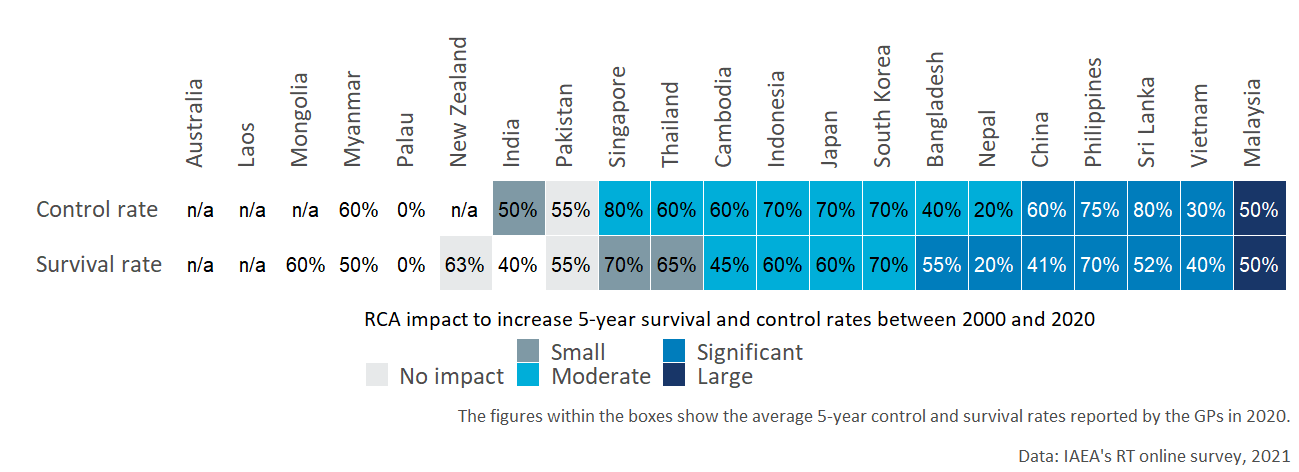 Australia Laos Mongolia Myanmar Palau New Zealand India Pakistan Singapore Thailand Cambodia Indonesia Japan South Korea Bangladesh Nepal China Philippines Sri Lanka Vietnam Malaysia
Control rate n/a n/a n/a 60% 0% n/a 50% 55% 80% 60% 60% 70% 70% 70% 40% 20% 60% 75% 80% 30% 50%
Survival rate n/a n/a 60% 50% 0% 63% 40% 55% 70% 65% 45% 60% 60% 70% 55% 20% 41% 70% 52% 40% 50%
RCA impact to increase 5-year survival and control rates between 2000 and 2020
Small Significant
No impact Moderate Large
The figures within the boxes show the average 5-year control and survival rates reported by the GPs in 2020.
Data: IAEA's RT online survey, 2021